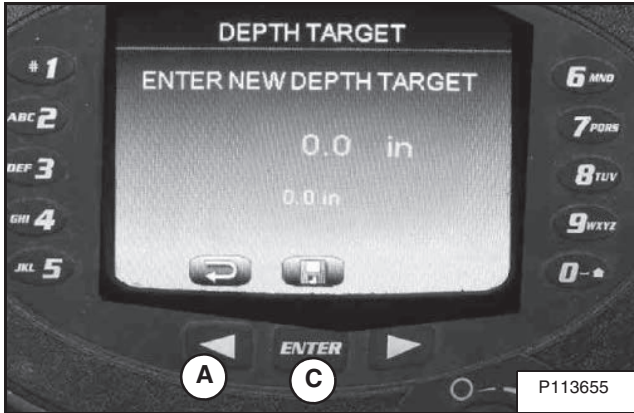 DEPTH TARGET
ENTER NEW DEPTH TARGET
0.0 in
0.0 in
# 1
ABC 2
DEF 3
GHI 4
JKL 5
6 MNO
7 PQRS
8 TUV
9 WXYZ
0-
ENTER
A
C
P113655